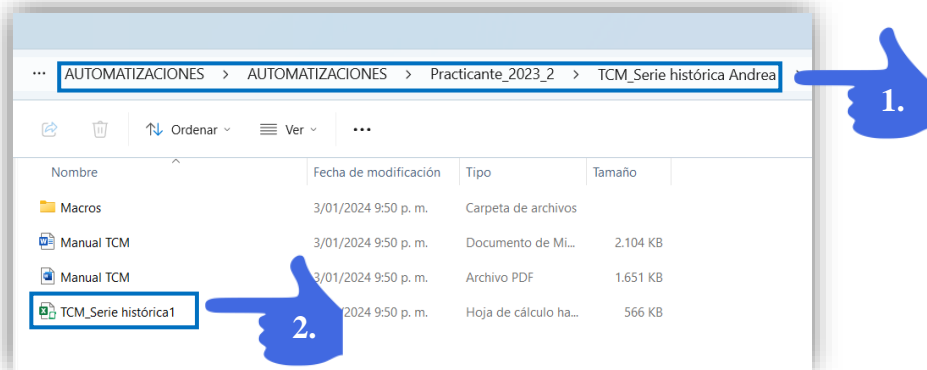 ... AUTOMATIZACIONES > AUTOMATIZACIONES > Practicante_2023_2 > TCM_Serie histórica Andrea
1.
Ordenar Ver ...
Nombre Fecha de modificación Tipo Tamaño
Macros 3/01/2024 9:50 p. m. Carpeta de archivos
Manual TCM 3/01/2024 9:50 p. m. Documento de Mi... 2.104 KB
Manual TCM 3/01/2024 9:50 p. m. Archivo PDF 1.651 KB
TCM_Serie histórica1 2024 9:50 p. m. Hoja de cálculo ha... 566 KB
2.